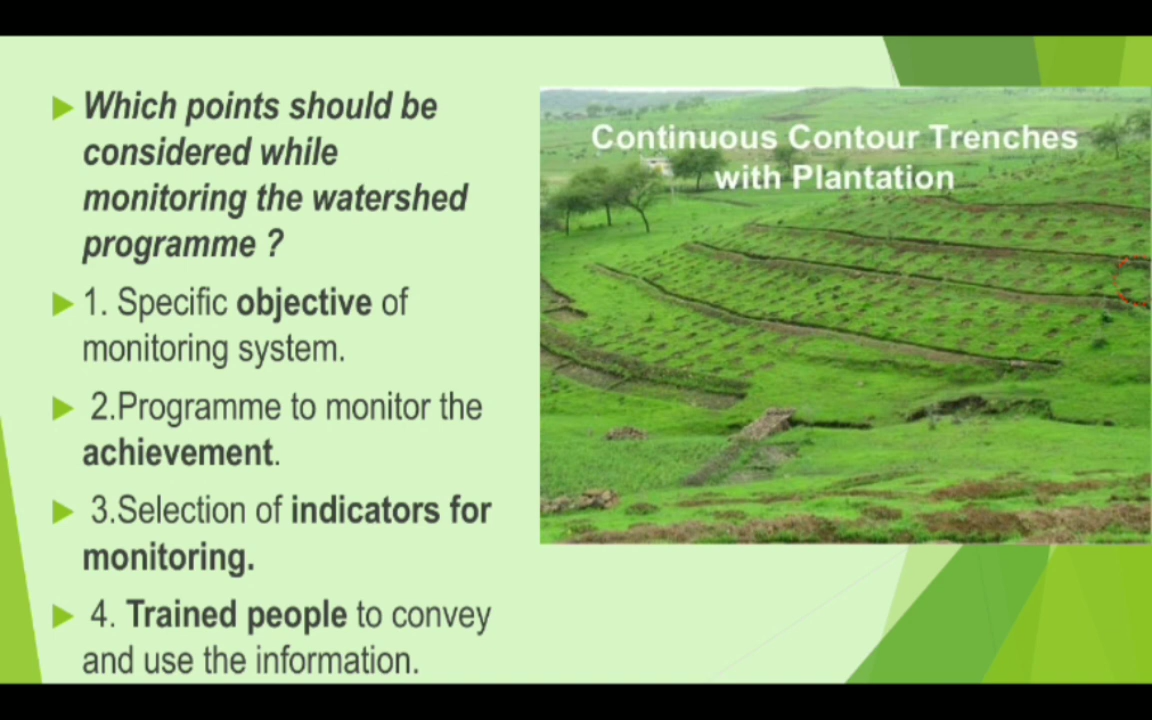 Which points should be
considered while
monitoring the watershed
programme ?
1. Specific objective of
monitoring system.
2.Programme to monitor the
achievement.
3.Selection of indicators for
monitoring.
4. Trained people to convey
and use the information.
Continuous Contour Trenches
with Plantation